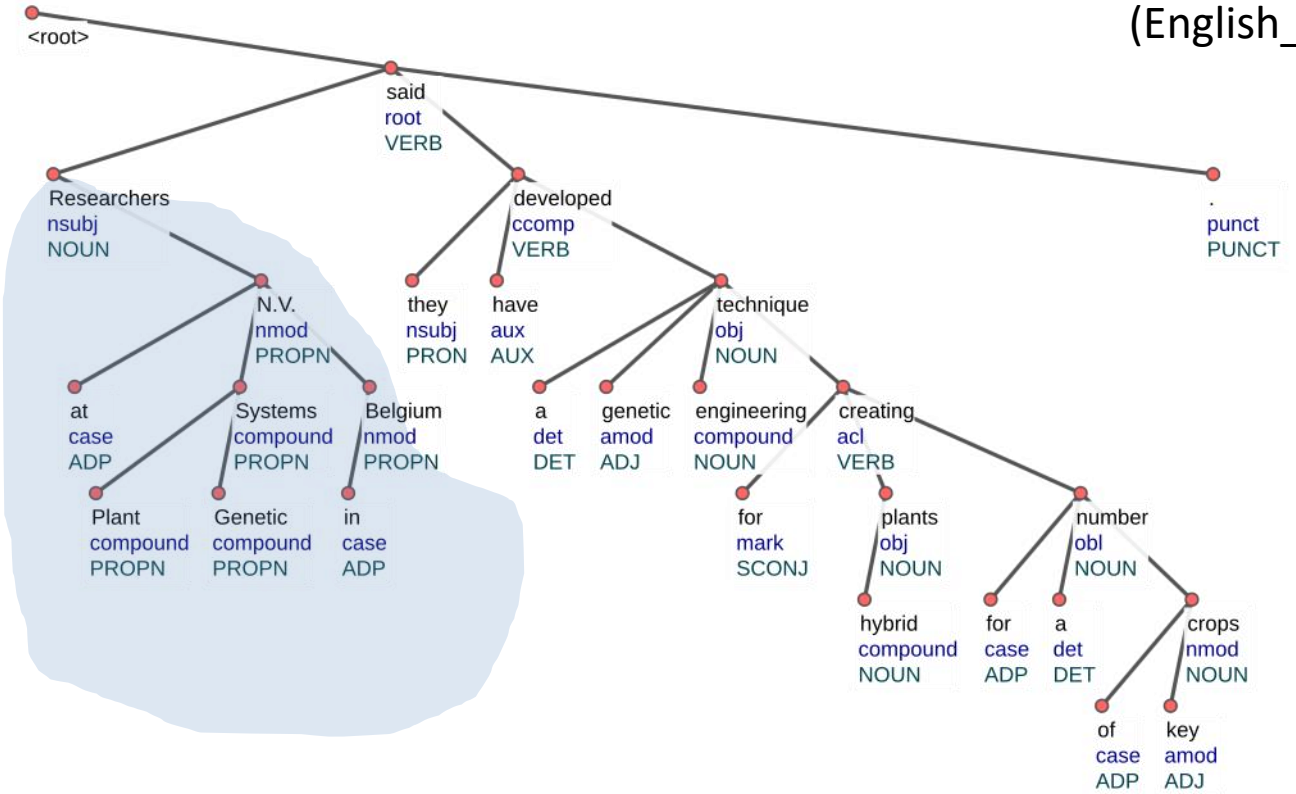 (English_
<root>
said
root
VERB
Researchers
nsubj
NOUN
developed
ccomp
VERB
.
punct
PUNCT
N.V.
nmod
PROPN
they
nsubj
PRON
have
aux
AUX
technique
obj
NOUN
at
case
ADP
Systems
compound
PROPN
Belgium
nmod
PROPN
a
det
DET
genetic
amod
ADJ
engineering
compound
NOUN
creating
acl
VERB
Plant
compound
PROPN
Genetic
compound
PROPN
in
case
ADP
for
mark
SCONJ
plants
obj
NOUN
number
obl
NOUN
hybrid
compound
NOUN
for
case
ADP
a
det
DET
crops
nmod
NOUN
of
case
ADP
key
amod
ADJ